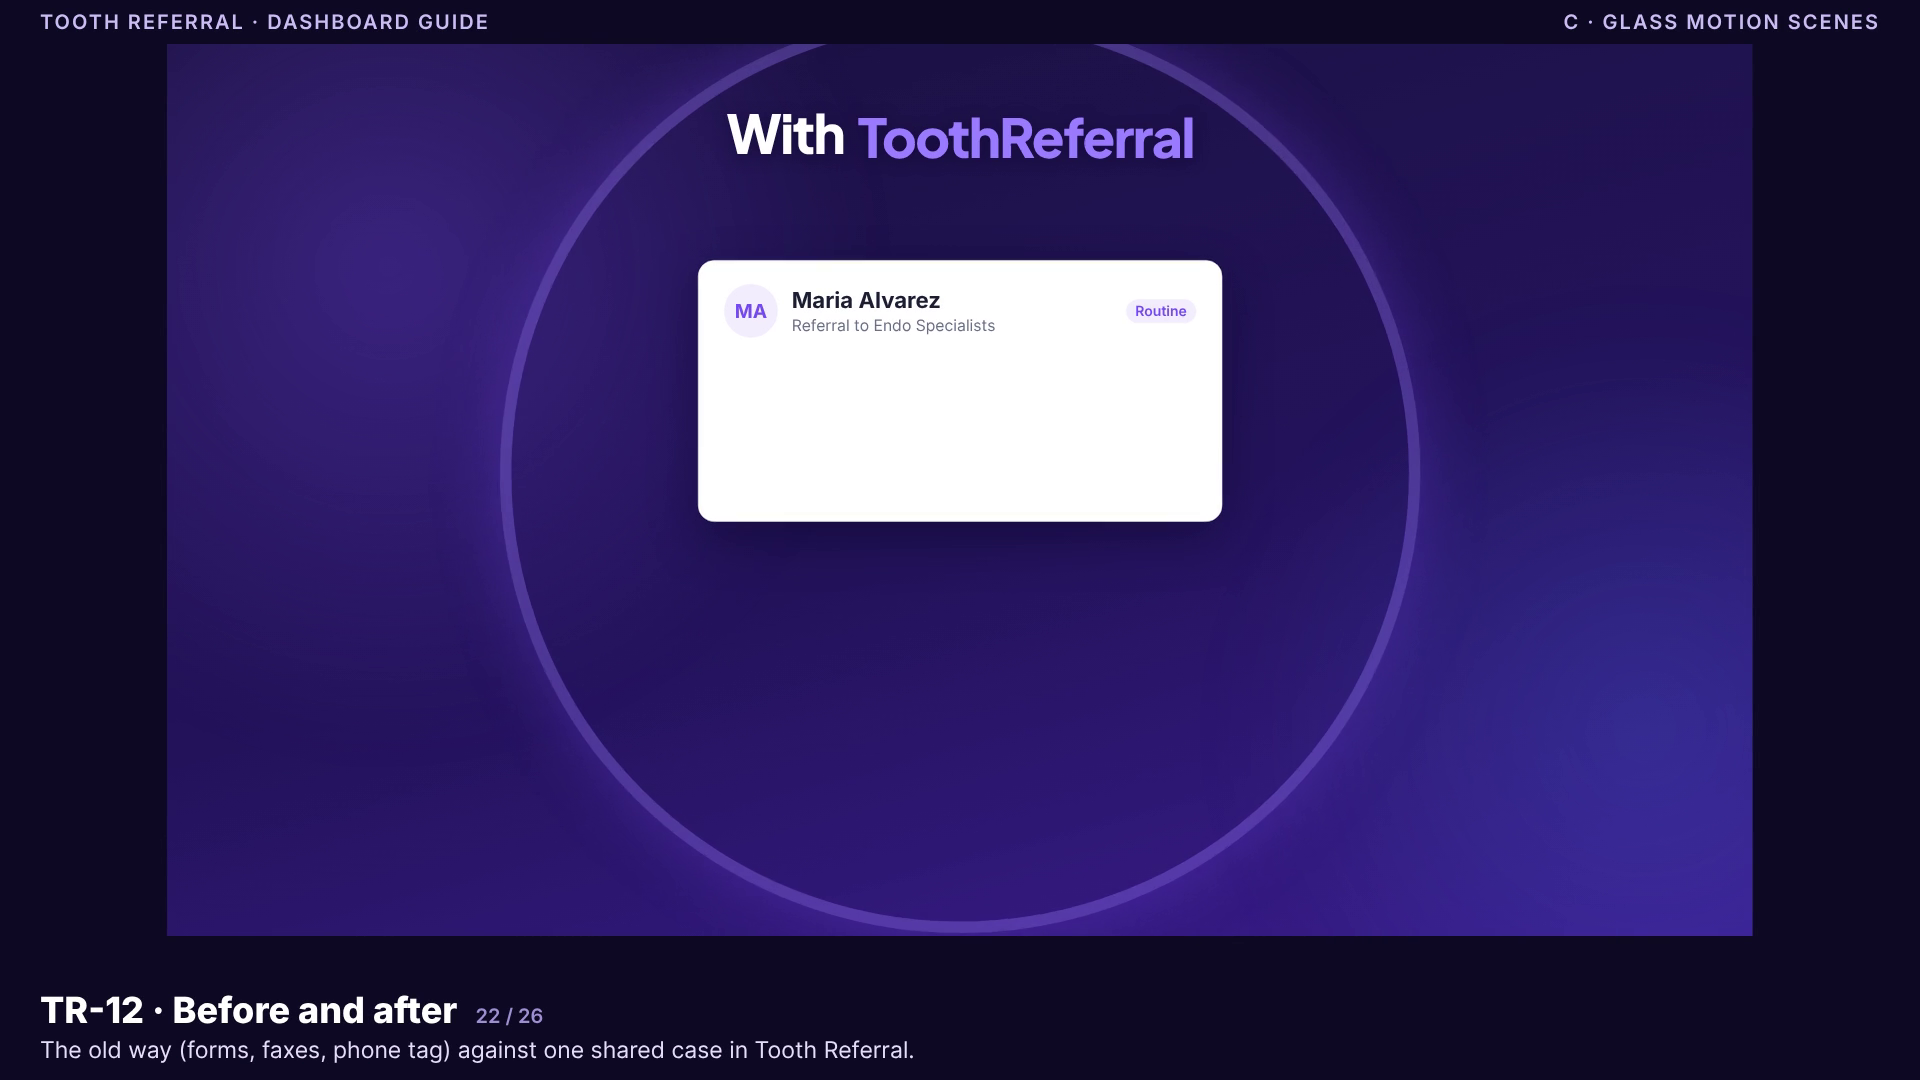 TOOTH REFERRAL · DASHBOARD GUIDE
C · GLASS MOTION SCENES
With ToothReferral
MA
Maria Alvarez
Referral to Endo Specialists
Routine
TR-12 · Before and after 22 / 26
The old way (forms, faxes, phone tag) against one shared case in Tooth Referral.